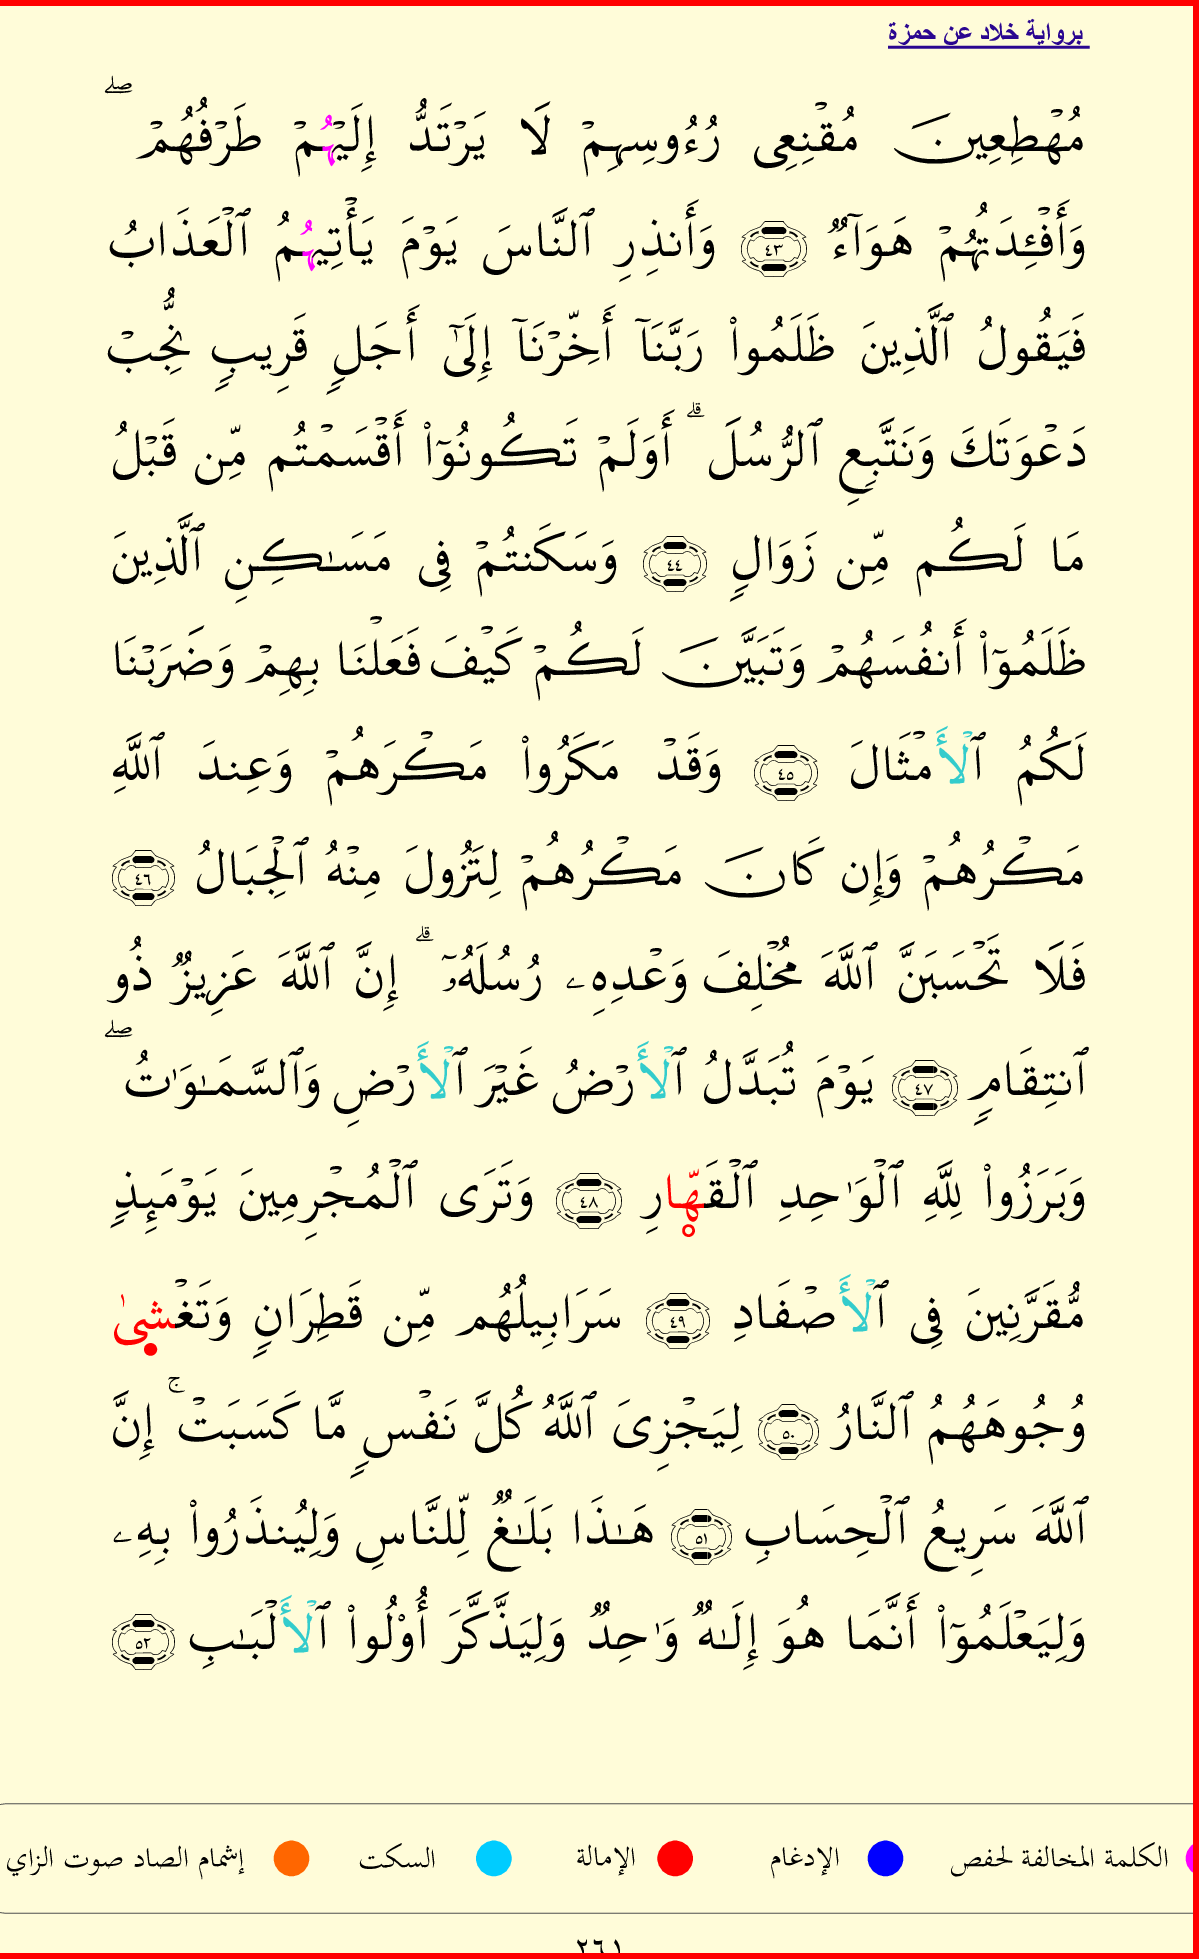 برواية خلاد عن حمزة
مُهْطِعِينَ مُقْنِعِى رُءُوسِهِمْ لَا يَرْتَدُّ إِلَيْهُمْ طَرْفُهُمْ ۖ
وَأَفْـِٔدَتُهُمْ هَوَآءٌ ٤٣ وَأَنذِرِ ٱلنَّاسَ يَوْمَ يَأْتِيهُمُ ٱلْعَذَابُ
فَيَقُولُ ٱلَّذِينَ ظَلَمُوا۟ رَبَّنَآ أَخِّرْنَآ إِلَىٰٓ أَجَلٍ قَرِيبٍ نُّجِبْ
دَعْوَتَكَ وَنَتَّبِعِ ٱلرُّسُلَ ۗ أَوَلَمْ تَكُونُوٓا۟ أَقْسَمْتُم مِّن قَبْلُ
مَا لَكُم مِّن زَوَالٍ ٤٤ وَسَكَنتُمْ فِى مَسَـٰكِنِ ٱلَّذِينَ
ظَلَمُوٓا۟ أَنفُسَهُمْ وَتَبَيَّنَ لَكُمْ كَيْفَ فَعَلْنَا بِهِمْ وَضَرَبْنَا
لَكُمُ ٱلْأَمْثَالَ ٤٥ وَقَدْ مَكَرُوا۟ مَكْرَهُمْ وَعِندَ ٱللَّهِ
مَكْرُهُمْ وَإِن كَانَ مَكْرُهُمْ لِتَزُولَ مِنْهُ ٱلْجِبَالُ ٤٦
فَلَا تَحْسَبَنَّ ٱللَّهَ مُخْلِفَ وَعْدِهِۦ رُسُلَهُۥٓ ۗ إِنَّ ٱللَّهَ عَزِيزٌ ذُو
ٱنتِقَامٍ ٤٧ يَوْمَ تُبَدَّلُ ٱلْأَرْضُ غَيْرَ ٱلْأَرْضِ وَٱلسَّمَـٰوَٰتُ ۖ
وَبَرَزُوا۟ لِلَّهِ ٱلْوَٰحِدِ ٱلْقَهّ۪ارِ ٤٨ وَتَرَى ٱلْمُجْرِمِينَ يَوْمَئِذٍ
مُّقَرَّنِينَ فِى ٱلْأَصْفَادِ ٤٩ سَرَابِيلُهُم مِّن قَطِرَانٍ وَتَغْش۪ىٰ
وُجُوهَهُمُ ٱلنَّارُ ٥٠ لِيَجْزِىَ ٱللَّهُ كُلَّ نَفْسٍ مَّا كَسَبَتْ ۚ إِنَّ
ٱللَّهَ سَرِيعُ ٱلْحِسَابِ ٥١ هَـٰذَا بَلَـٰغٌ لِّلنَّاسِ وَلِيُنذَرُوا۟ بِهِۦ
وَلِيَعْلَمُوٓا۟ أَنَّمَا هُوَ إِلَـٰهٌ وَٰحِدٌ وَلِيَذَّكَّرَ أُو۟لُوا۟ ٱلْأَلْبَـٰبِ ٥٢
الكلمة المخالفة لحفص الإدغام الإمالة السكت إشمام الصاد صوت الزاي
٢٦١